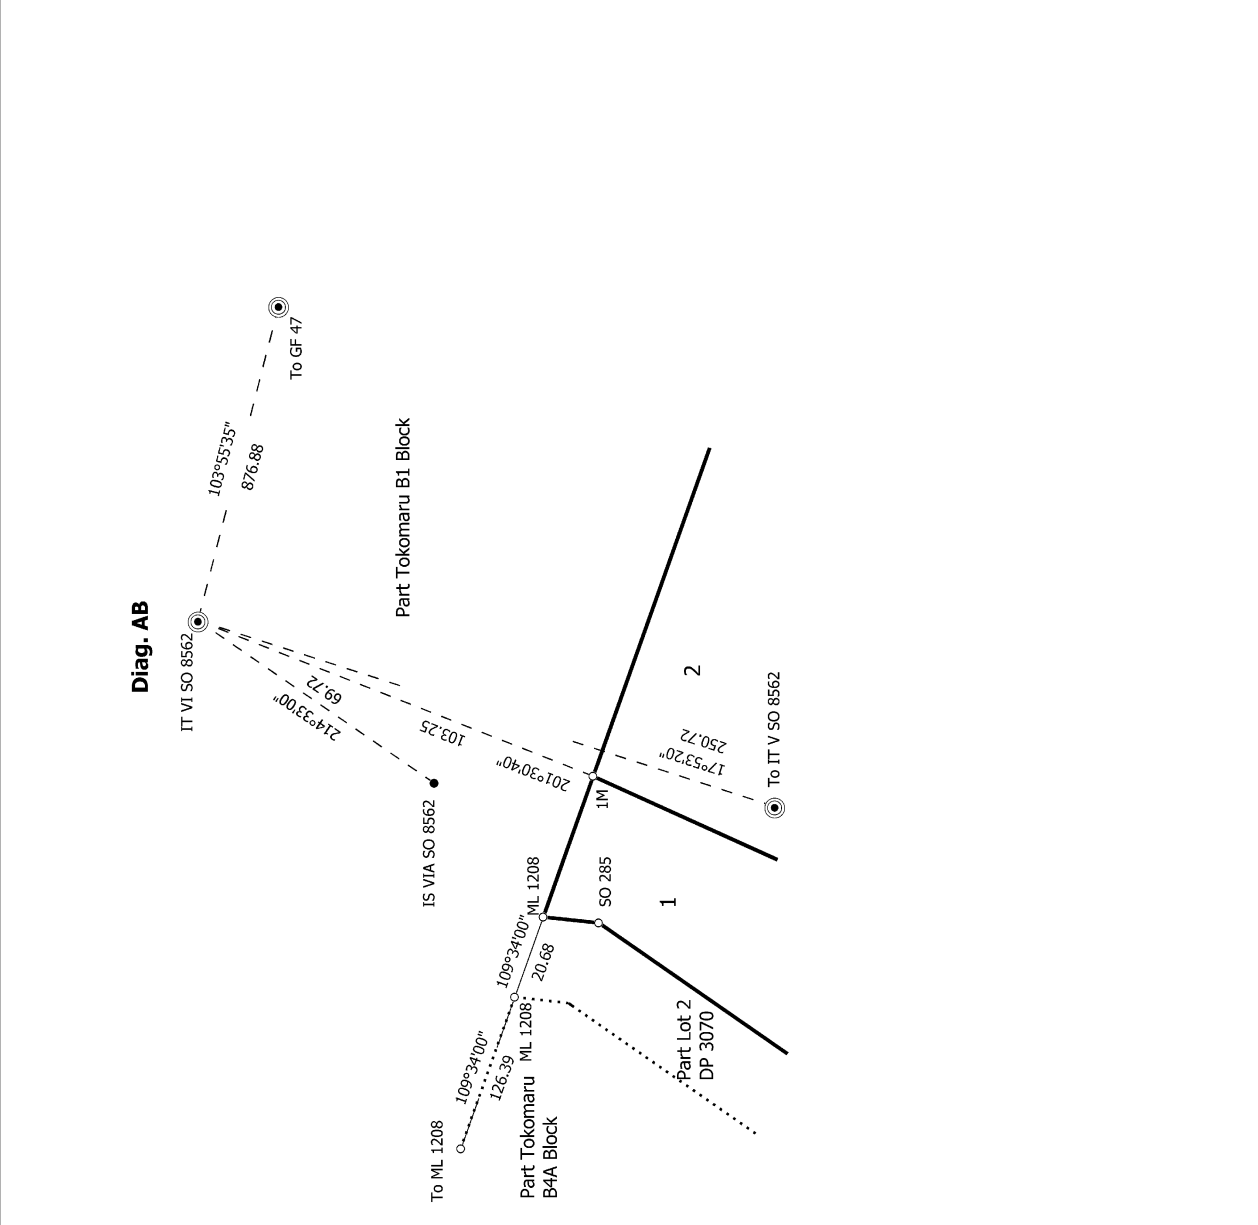 Diag. AB
IT VI SO 8562
103°55'35"
876.88
To GF 47
Part Tokomaru B1 Block
69.72
214°33'00"
103.25
201°30'40"
IS VIA SO 8562
2
250.72
17°53'20"
To IT V SO 8562
1M
ML 1208
SO 285
1
109°34'00"
20.68
ML 1208
109°34'00"
126.39
To ML 1208
Part Tokomaru
B4A Block
Part Lot 2
DP 3070